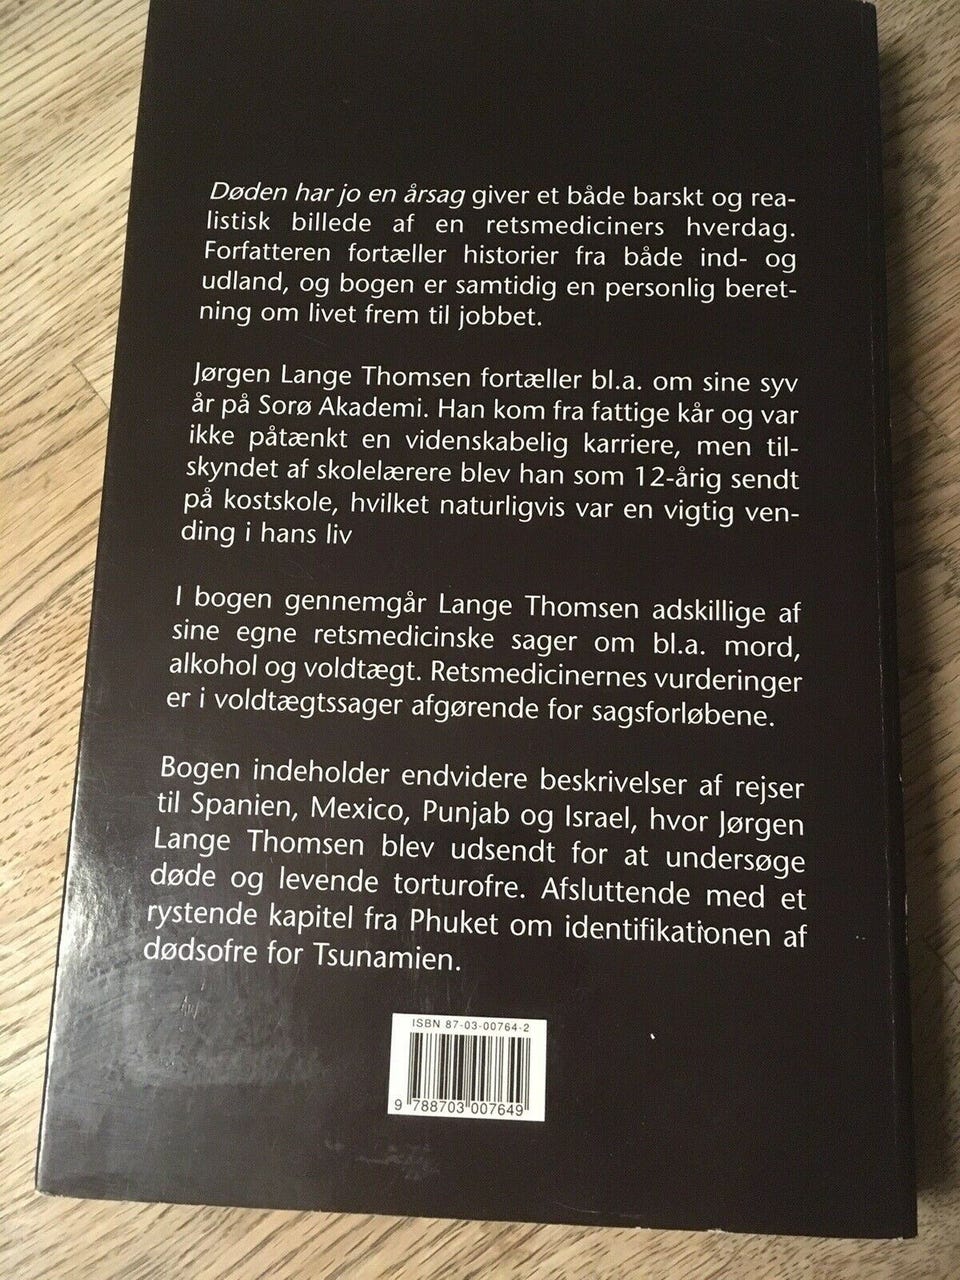 Døden har jo en årsag giver et både barskt og rea-
listisk billede af en retsmediciners hverdag.
Forfatteren fortæller historier fra både ind- og
udland, og bogen er samtidig en personlig beret-
ning om livet frem til jobbet.
Jørgen Lange Thomsen fortæller bl.a. om sine syv
år på Sorø Akademi. Han kom fra fattige kår og var
ikke påtænkt en videnskabelig karriere, men til-
skyndet af skolelærere blev han som 12-årig sendt
på kostskole, hvilket naturligvis var en vigtig ven-
ding i hans liv
I bogen gennemgår Lange Thomsen adskillige af
sine egne retsmedicinske sager om bl.a. mord,
alkohol og voldtægt. Retsmedicinernes vurderinger
er i voldtægtssager afgørende for sagsforløbene.
Bogen indeholder endvidere beskrivelser af rejser
til Spanien, Mexico, Punjab og Israel, hvor Jørgen
Lange Thomsen blev udsendt for at undersøge
døde og levende torturofre. Afsluttende med et
rystende kapitel fra Phuket om identifikationen af
dødsofre for Tsunamien.
ISBN 87-03-00764-2
9 788703 007649